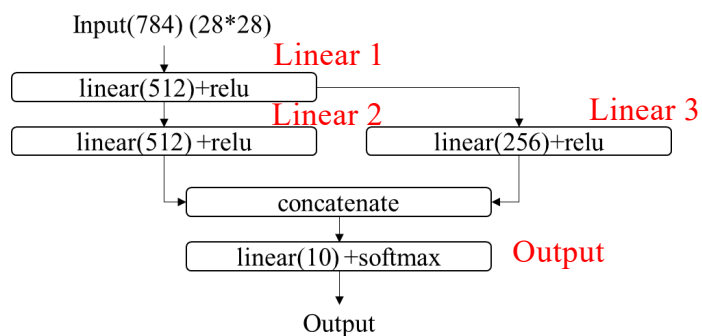 Input(784) (28*28)
Linear 1
linear(512)+relu
Linear 2
Linear 3
linear(512)+relu
linear(256)+relu
concatenate
linear(10)+softmax
Output
Output